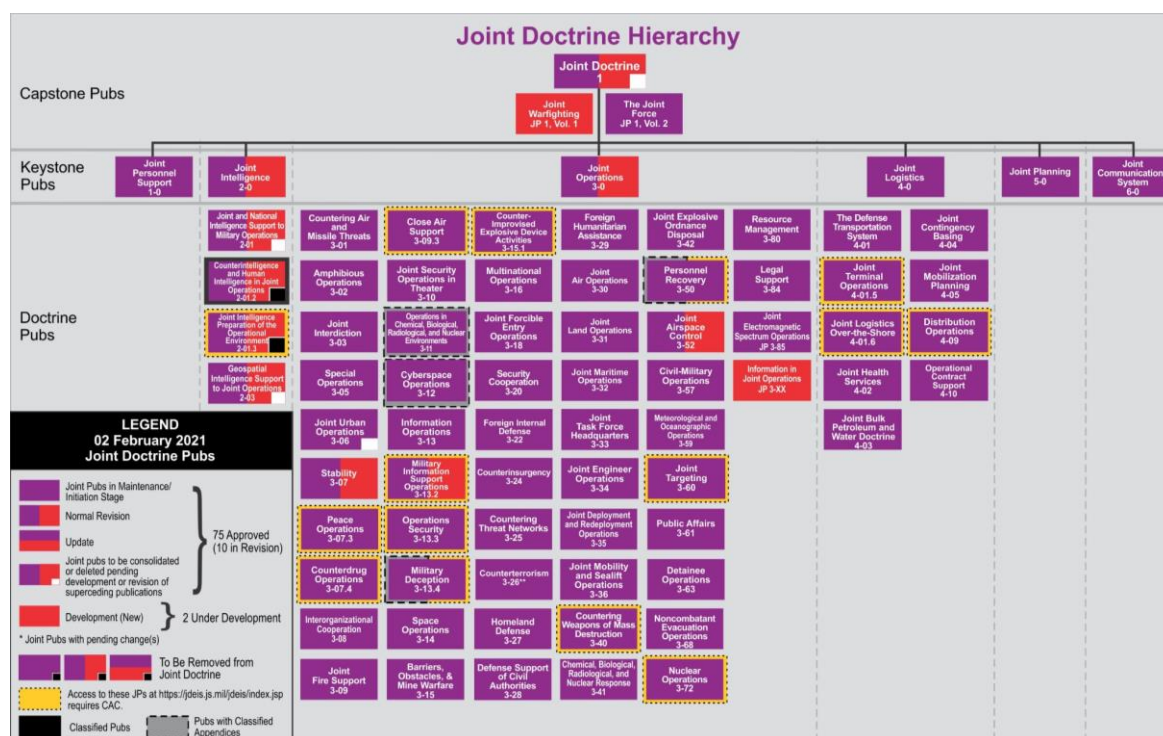 Joint Doctrine Hierarchy
Capstone Pubs
Joint Doctrine
1
Joint
Warfighting
JP 1, Vol. 1
The Joint
Force
JP 1, Vol. 2
Keystone
Pubs
Joint
Personnel
Support
1-0
Joint
Intelligence
2-0
Joint
Operations
3-0
Joint
Logistics
4-0
Joint Planning
5-0
Joint
Communication
System
6-0
Doctrine
Pubs
Joint and National
Intelligence Support to
Military Operations
2-01
Counterintelligence
and Human
Intelligence in Joint
Operations
2-01.2
Joint Intelligence
Preparation of the
Operational
Environment
2-01.3
Geospatial
Intelligence Support
to Joint Operations
2-03
Countering Air
and
Missile Threats
3-01
Amphibious
Operations
3-02
Joint
Interdiction
3-03
Special
Operations
3-05
Joint Urban
Operations
3-06
Stability
3-07
Peace
Operations
3-07.3
Counterdrug
Operations
3-07.4
Interorganizational
Cooperation
3-08
Joint
Fire Support
3-09
Close Air
Support
3-09.3
Joint Security
Operations in
Theater
3-10
Operations in
Chemical, Biological,
Radiological, and Nuclear
Environments
3-11
Cyberspace
Operations
3-12
Information
Operations
3-13
Military
Information
Support Operations
3-13.2
Operations
Security
3-13.3
Military
Deception
3-13.4
Space
Operations
3-14
Barriers,
Obstacles, &
Mine Warfare
3-15
Counter-
Improvised
Explosive Device
Activities
3-15.1
Multinational
Operations
3-16
Joint Forcible
Entry
Operations
3-18
Security
Cooperation
3-20
Foreign Internal
Defense
3-22
Counterinsurgency
3-24
Countering
Threat Networks
3-25
Counterterrorism
3-26**
Homeland
Defense
3-27
Defense Support
of Civil
Authorities
3-28
Foreign
Humanitarian
Assistance
3-29
Joint
Air Operations
3-30
Joint
Land Operations
3-31
Joint Maritime
Operations
3-32
Joint
Task Force
Headquarters
3-33
Joint Engineer
Operations
3-34
Joint Deployment
and Redeployment
Operations
3-35
Joint Mobility
and Sealift
Operations
3-36
Countering
Weapons of Mass
Destruction
3-40
Chemical, Biological,
Radiological, and
Nuclear Response
3-41
Joint Explosive
Ordnance
Disposal
3-42
Personnel
Recovery
3-50
Joint
Airspace
Control
3-52
Civil-Military
Operations
3-57
Meteorological and
Oceanographic
Operations
3-59
Joint
Targeting
3-60
Public Affairs
3-61
Detainee
Operations
3-63
Noncombatant
Evacuation
Operations
3-68
Nuclear
Operations
3-72
Resource
Management
3-80
Legal
Support
3-84
Joint
Electromagnetic
Spectrum Operations
JP 3-85
Information in
Joint Operations
JP 3-XX
The Defense
Transportation
System
4-01
Joint
Terminal
Operations
4-01.5
Joint Logistics
Over-the-Shore
4-01.6
Joint Health
Services
4-02
Joint Bulk
Petroleum and
Water Doctrine
4-03
Joint
Contingency
Basing
4-04
Joint
Mobilization
Planning
4-05
Distribution
Operations
4-09
Operational
Contract
Support
4-10
LEGEND
02 February 2021
Joint Doctrine Pubs
Joint Pubs in Maintenance/
Initiation Stage
Normal Revision
Update
Joint pubs to be consolidated
or deleted pending
development or revision of
superceding publications
75 Approved
(10 in Revision)
Development (New)
2 Under Development
* Joint Pubs with pending change(s)
To Be Removed from
Joint Doctrine
Access to these JPs at https://jdeis.js.mil/jdeis/index.jsp
requires CAC.
Classified Pubs
Pubs with Classified
Appendices